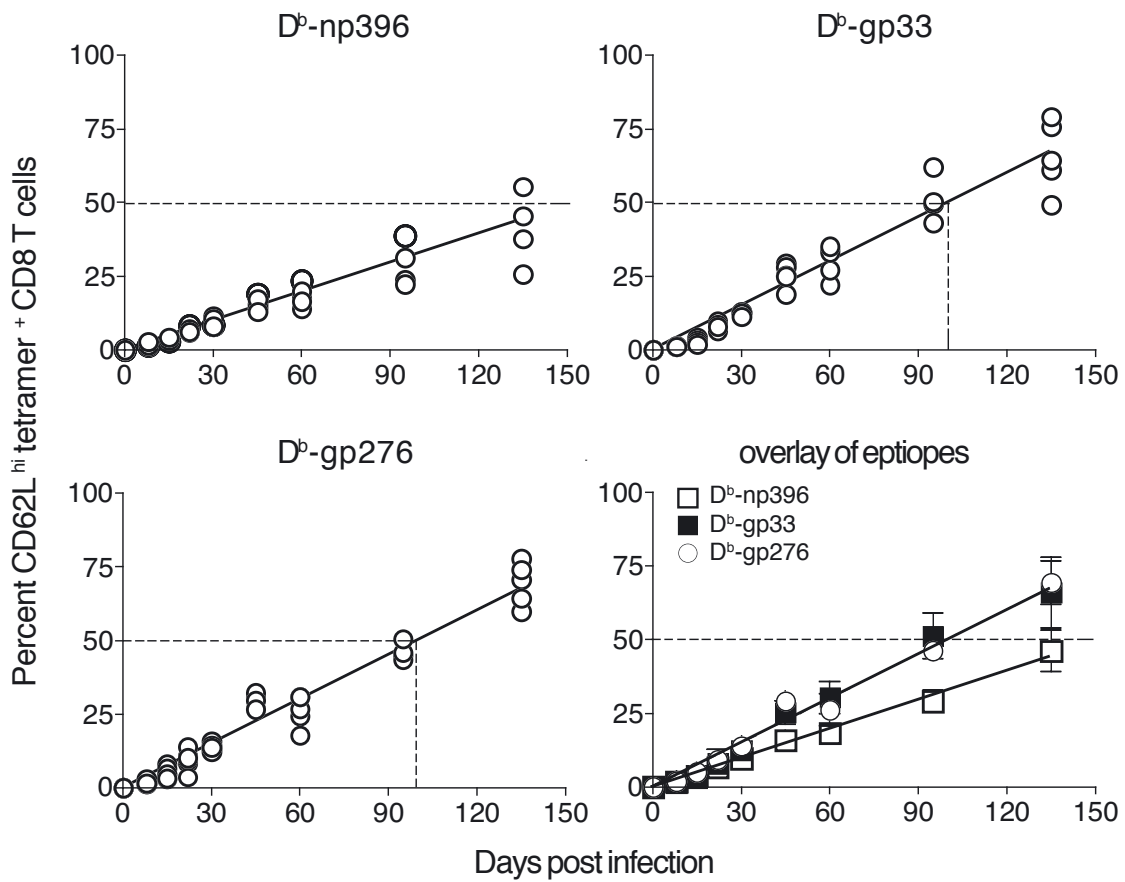 Dᵇ-np396
Dᵇ-gp33
100
75
50
25
0
0 30 60 90 120 150
100
75
50
25
0
0 30 60 90 120 150
Percent CD62L ʰⁱ tetramer ⁺ CD8 T cells
Dᵇ-gp276
overlay of eptiopes
100
75
50
25
0
0 30 60 90 120 150
100
75
50
25
0
0 30 60 90 120 150
Dᵇ-np396
Dᵇ-gp33
Dᵇ-gp276
Days post infection